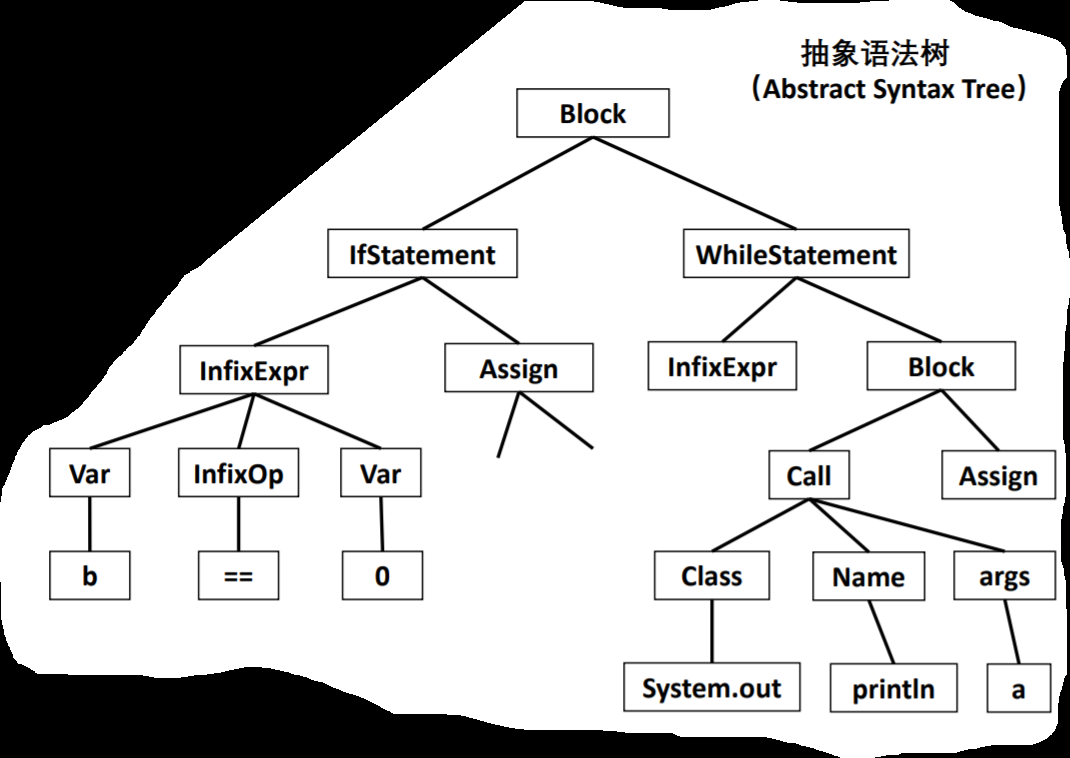 抽象语法树
（Abstract Syntax Tree）
Block
IfStatement
WhileStatement
InfixExpr
Assign
InfixExpr
Block
Var
InfixOp
Var
Call
Assign
b
==
0
Class
Name
args
System.out
println
a